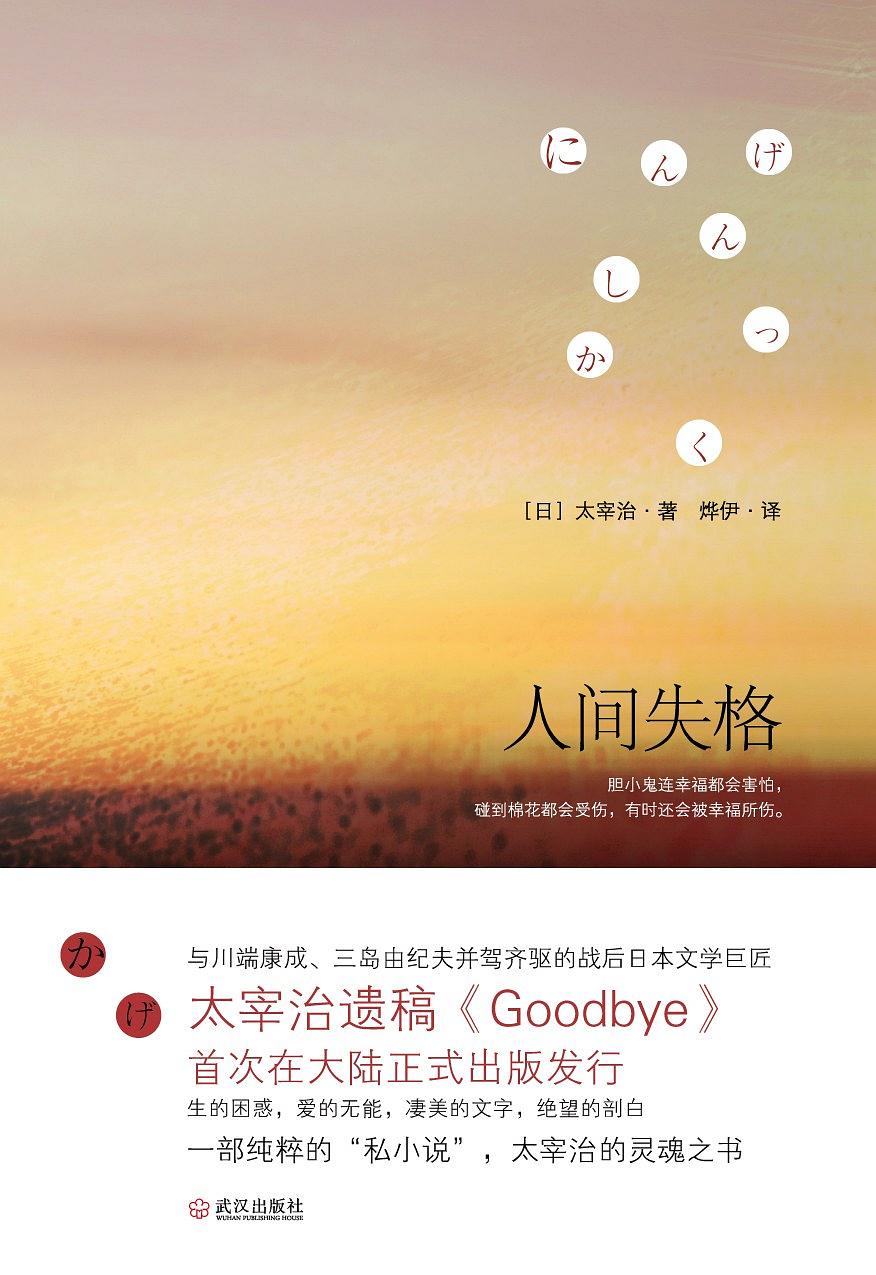 に
ん
げ
ん
し
っ
か
く
［日］太宰治·著　烨伊·译
人间失格
胆小鬼连幸福都会害怕，
碰到棉花都会受伤，有时还会被幸福所伤。
か
げ
与川端康成、三岛由纪夫并驾齐驱的战后日本文学巨匠
太宰治遗稿《Goodbye》
首次在大陆正式出版发行
生的困惑，爱的无能，凄美的文字，绝望的剖白
一部纯粹的“私小说”，太宰治的灵魂之书
武汉出版社
WUHAN PUBLISHING HOUSE